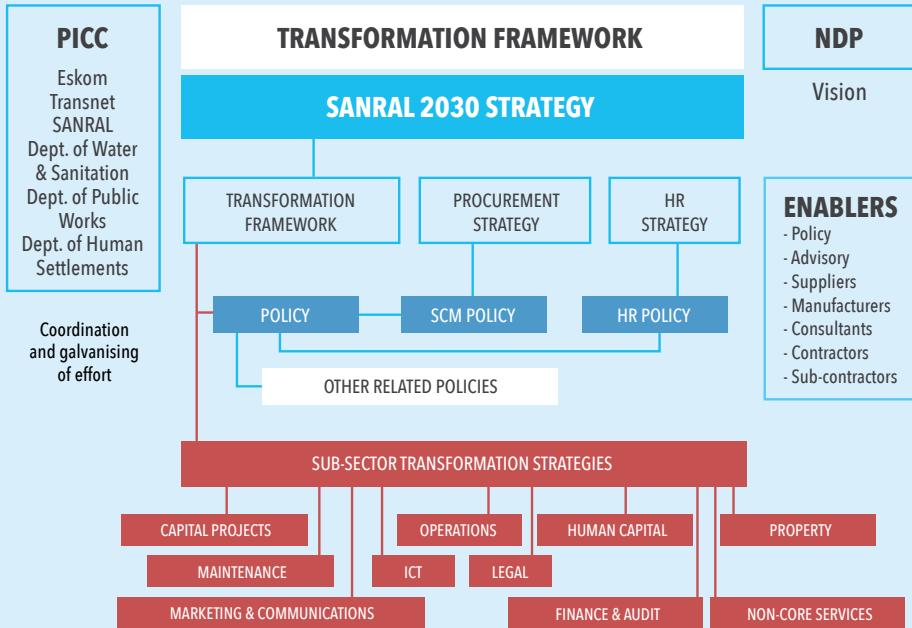 PICC
Eskom
Transnet
SANRAL
Dept. of Water
& Sanitation
Dept. of Public
Works
Dept. of Human
Settlements
Coordination
and galvanising
of effort
TRANSFORMATION FRAMEWORK
SANRAL 2030 STRATEGY
TRANSFORMATION
FRAMEWORK
PROCUREMENT
STRATEGY
HR
STRATEGY
POLICY
SCM POLICY
HR POLICY
OTHER RELATED POLICIES
NDP
Vision
ENABLERS
- Policy
- Advisory
- Suppliers
- Manufacturers
- Consultants
- Contractors
- Sub-contractors
SUB-SECTOR TRANSFORMATION STRATEGIES
CAPITAL PROJECTS
OPERATIONS
HUMAN CAPITAL
PROPERTY
MAINTENANCE
ICT
LEGAL
MARKETING & COMMUNICATIONS
FINANCE & AUDIT
NON-CORE SERVICES